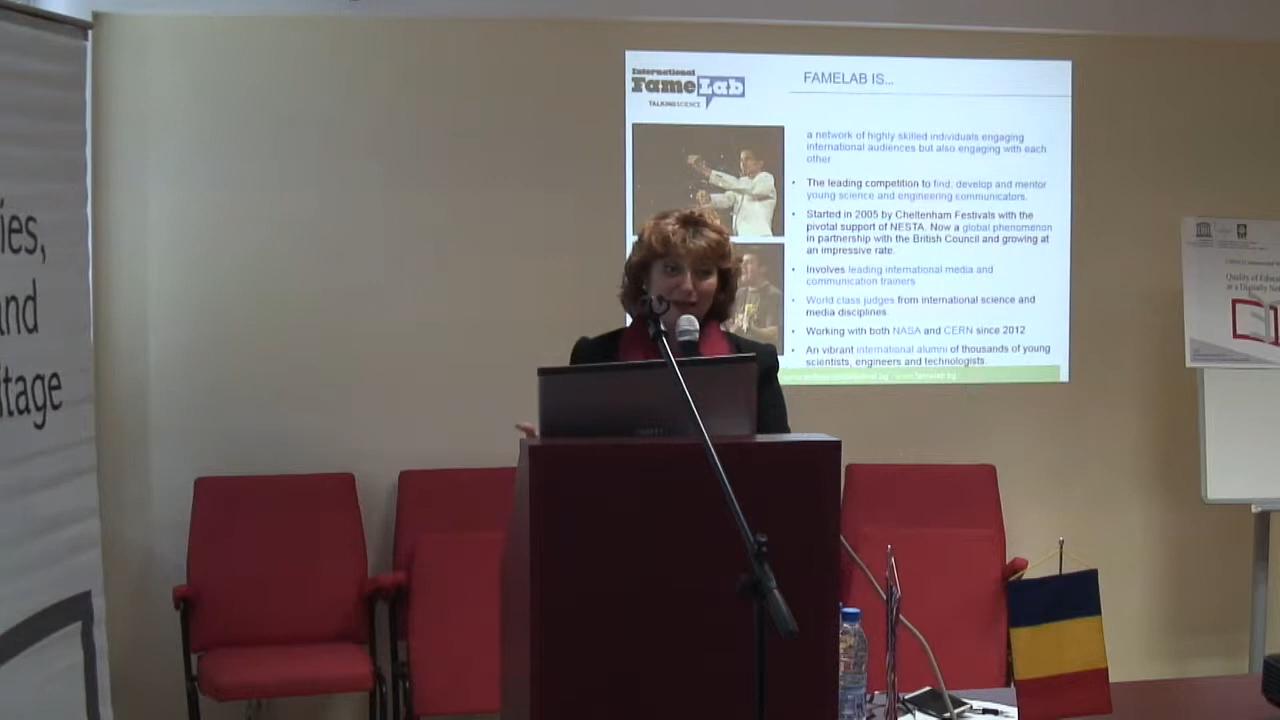 ies,
and
itage
International
FameLab
TALKING SCIENCE
FAMELAB IS...
a network of highly skilled individuals engaging
international audiences but also engaging with each
other
• The leading competition to find, develop and mentor
young science and engineering communicators.
• Started in 2005 by Cheltenham Festivals with the
pivotal support of NESTA. Now a global phenomenon
in partnership with the British Council and growing at
an impressive rate.
• Involves leading international media and
communication trainers
• World class judges from international science and
media disciplines.
• Working with both NASA and CERN since 2012
• An vibrant international alumni of thousands of young
scientists, engineers and technologists.
Quality of Educa